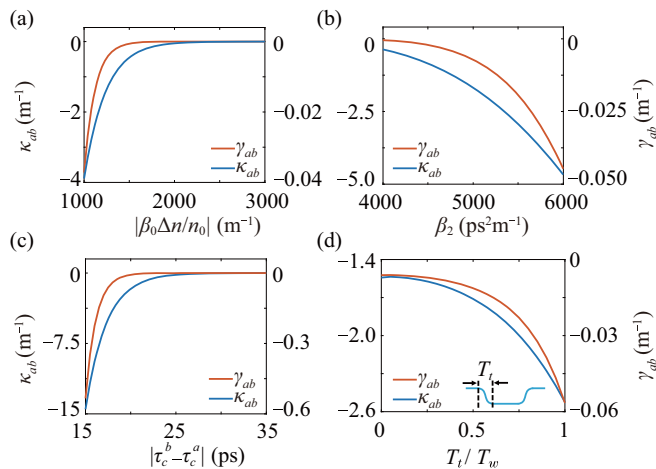 (a)
0
−2
−4
κab (m⁻¹)
0
−0.02
−0.04
γab
κab
1000
2000
3000
|β0Δn/n0| (m⁻¹)
(b)
0
−2.5
−5.0
0
−0.025
−0.050
γab (m⁻¹)
γab
κab
4000
5000
6000
β2 (ps²m⁻¹)
(c)
0
−7.5
−15
κab (m⁻¹)
0
−0.3
−0.6
γab
κab
15
25
35
|τcᵇ−τcᵃ| (ps)
(d)
−1.4
−2.0
−2.6
0
−0.03
−0.06
γab (m⁻¹)
γab
κab
Tt
0
0.5
1
Tt / Tw